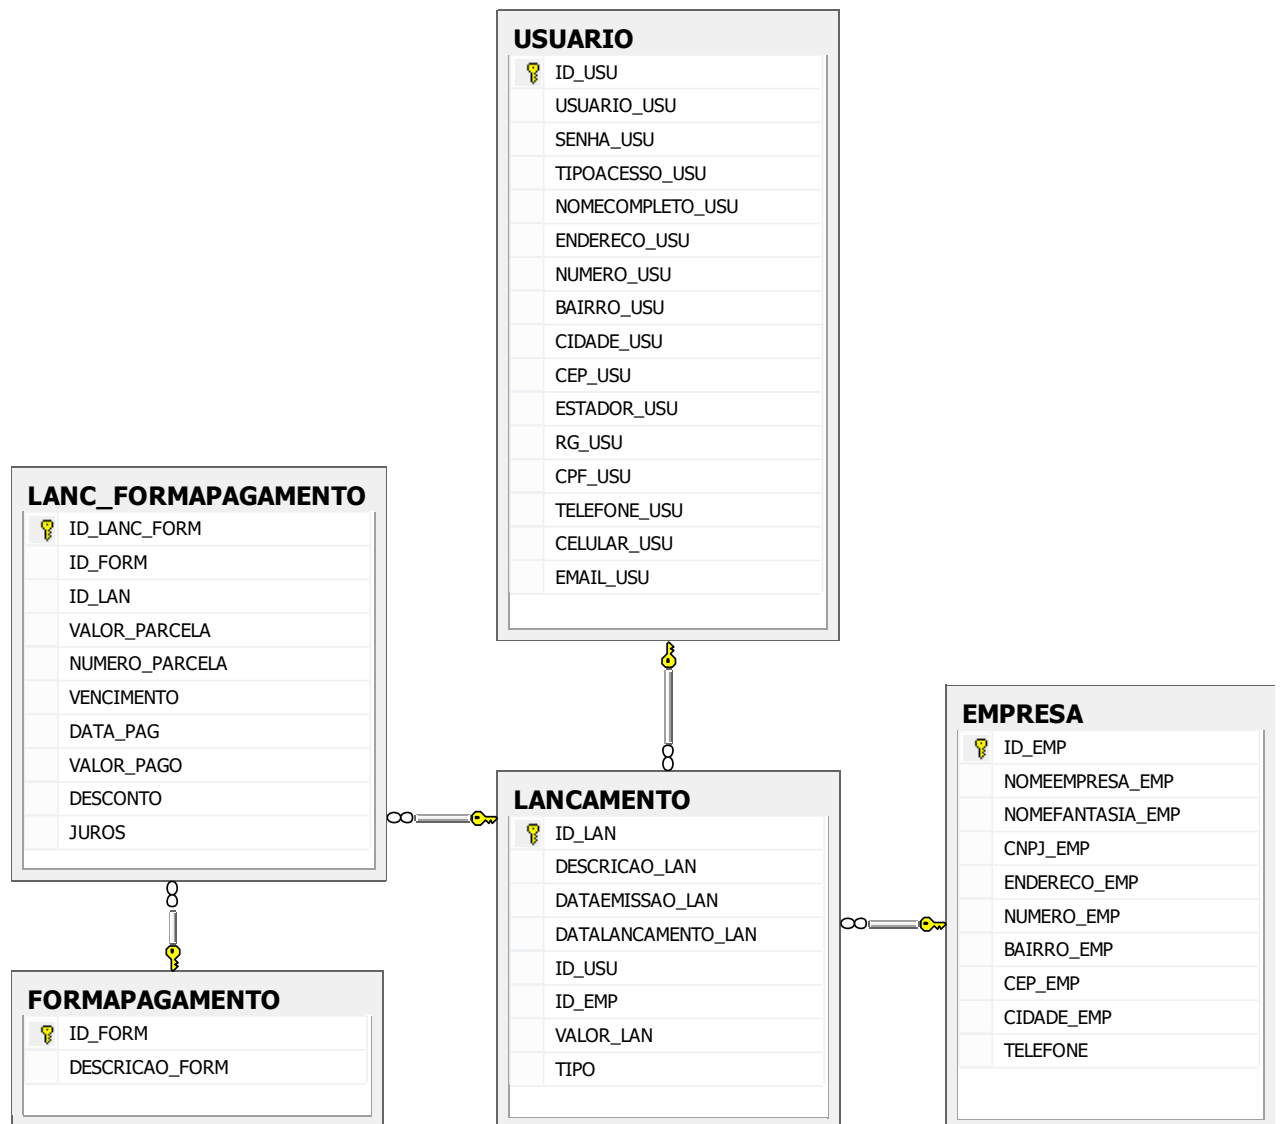 USUARIO
ID_USU
USUARIO_USU
SENHA_USU
TIPOACESSO_USU
NOMECOMPLETO_USU
ENDERECO_USU
NUMERO_USU
BAIRRO_USU
CIDADE_USU
CEP_USU
ESTADOR_USU
RG_USU
CPF_USU
TELEFONE_USU
CELULAR_USU
EMAIL_USU
LANC_FORMAPAGAMENTO
ID_LANC_FORM
ID_FORM
ID_LAN
VALOR_PARCELA
NUMERO_PARCELA
VENCIMENTO
DATA_PAG
VALOR_PAGO
DESCONTO
JUROS
FORMAPAGAMENTO
ID_FORM
DESCRICAO_FORM
LANCAMENTO
ID_LAN
DESCRICAO_LAN
DATAEMISSAO_LAN
DATALANCAMENTO_LAN
ID_USU
ID_EMP
VALOR_LAN
TIPO
EMPRESA
ID_EMP
NOMEEMPRESA_EMP
NOMEFANTASIA_EMP
CNPJ_EMP
ENDERECO_EMP
NUMERO_EMP
BAIRRO_EMP
CEP_EMP
CIDADE_EMP
TELEFONE